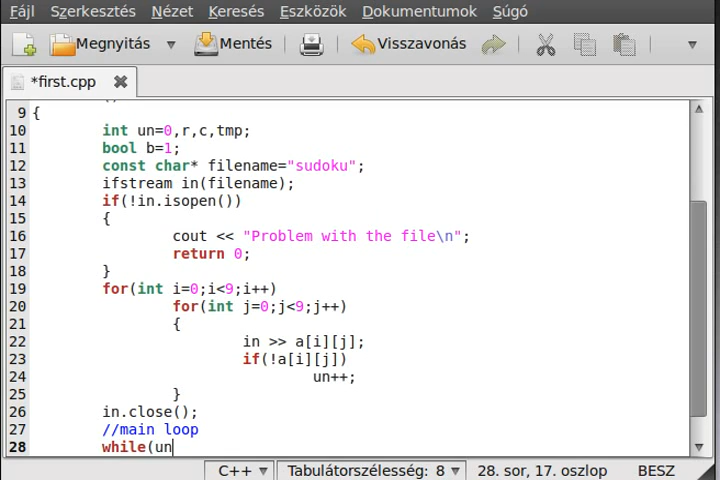 Fájl Szerkesztés Nézet Keresés Eszközök Dokumentumok Súgó
Megnyitás Mentés Visszavonás
*first.cpp
9 {
10 int un=0,r,c,tmp;
11 bool b=1;
12 const char* filename="sudoku";
13 ifstream in(filename);
14 if(!in.isopen())
15 {
16 cout << "Problem with the file\n";
17 return 0;
18 }
19 for(int i=0;i<9;i++)
20 for(int j=0;j<9;j++)
21 {
22 in >> a[i][j];
23 if(!a[i][j])
24 un++;
25 }
26 in.close();
27 //main loop
28 while(un
C++ Tabulátorszélesség: 8 28. sor, 17. oszlop BESZ